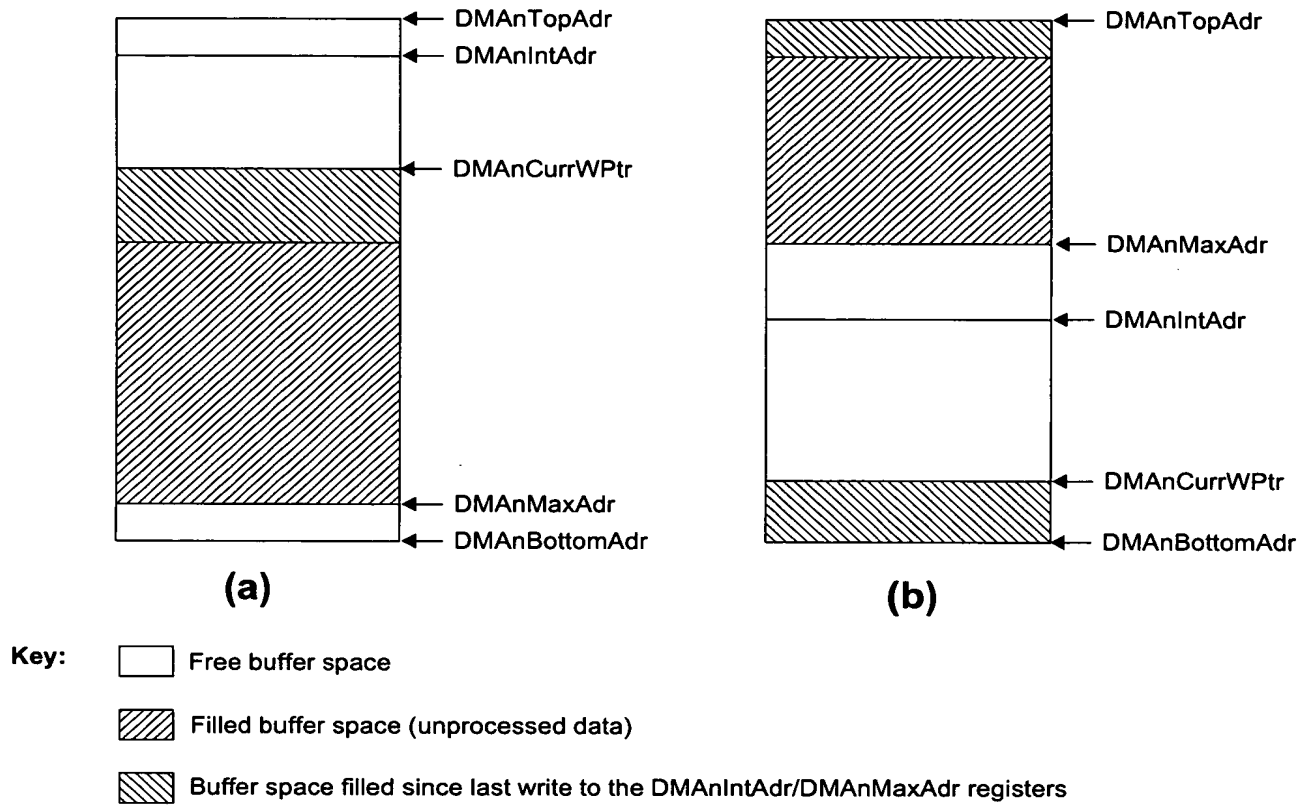 DMAnTopAdr
DMAnIntAdr
DMAnCurrWPtr
DMAnMaxAdr
DMAnBottomAdr
(a)
DMAnTopAdr
DMAnMaxAdr
DMAnIntAdr
DMAnCurrWPtr
DMAnBottomAdr
(b)
Key:
Free buffer space
Filled buffer space (unprocessed data)
Buffer space filled since last write to the DMAnIntAdr/DMAnMaxAdr registers